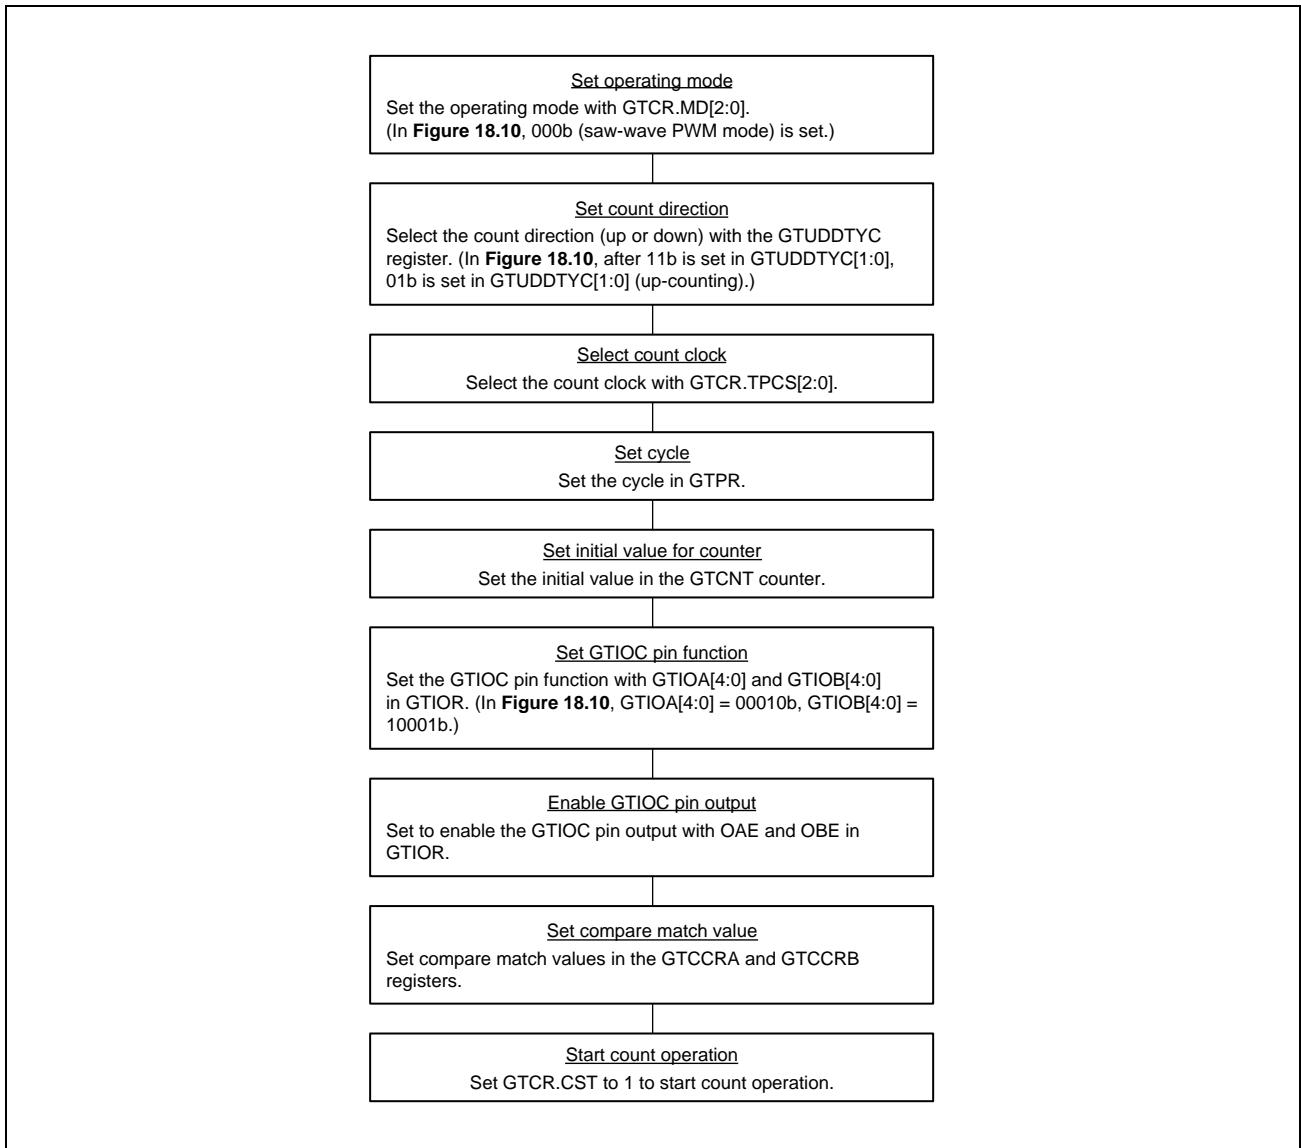 Set operating mode
Set the operating mode with GTCR.MD[2:0].
(In Figure 18.10, 000b (saw-wave PWM mode) is set.)
Set count direction
Select the count direction (up or down) with the GTUDDTYC
register. (In Figure 18.10, after 11b is set in GTUDDTYC[1:0],
01b is set in GTUDDTYC[1:0] (up-counting).)
Select count clock
Select the count clock with GTCR.TPCS[2:0].
Set cycle
Set the cycle in GTPR.
Set initial value for counter
Set the initial value in the GTCNT counter.
Set GTIOC pin function
Set the GTIOC pin function with GTIOA[4:0] and GTIOB[4:0]
in GTIOR. (In Figure 18.10, GTIOA[4:0] = 00010b, GTIOB[4:0] =
10001b.)
Enable GTIOC pin output
Set to enable the GTIOC pin output with OAE and OBE in
GTIOR.
Set compare match value
Set compare match values in the GTCCRA and GTCCRB
registers.
Start count operation
Set GTCR.CST to 1 to start count operation.